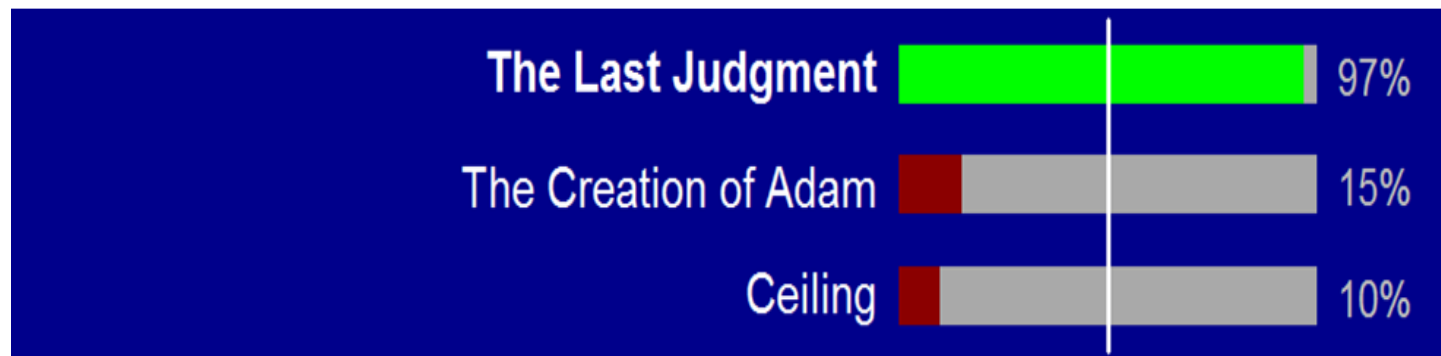 The Last Judgment 97%
The Creation of Adam 15%
Ceiling 10%